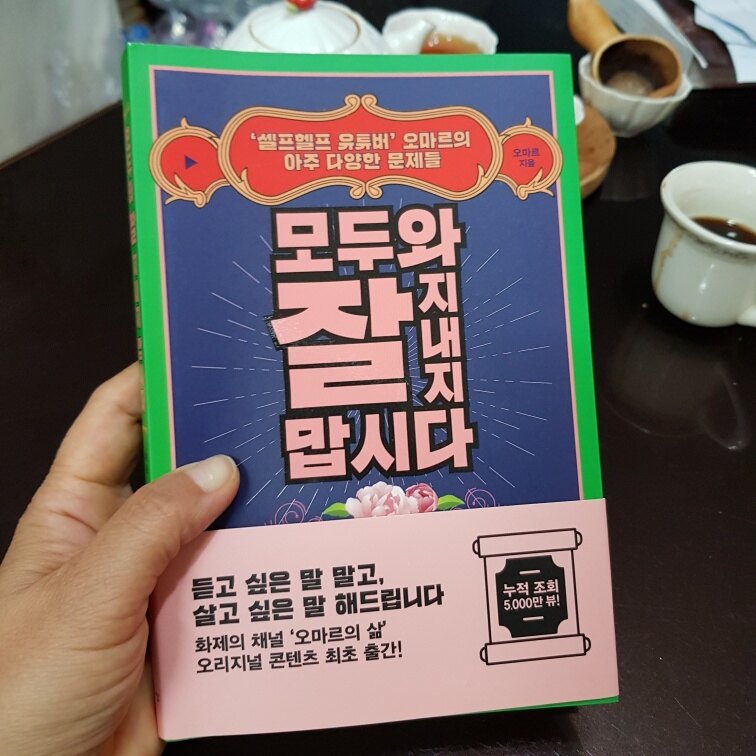 ‘셀프헬프 유튜버’ 오마르의
아주 다양한 문제들
오마르
지음
모두와
잘
지내지
맙시다
듣고 싶은 말 말고,
살고 싶은 말 해드립니다
화제의 채널 ‘오마르의 삶’
오리지널 콘텐츠 최초 출간!
누적 조회
5,000만 뷰!